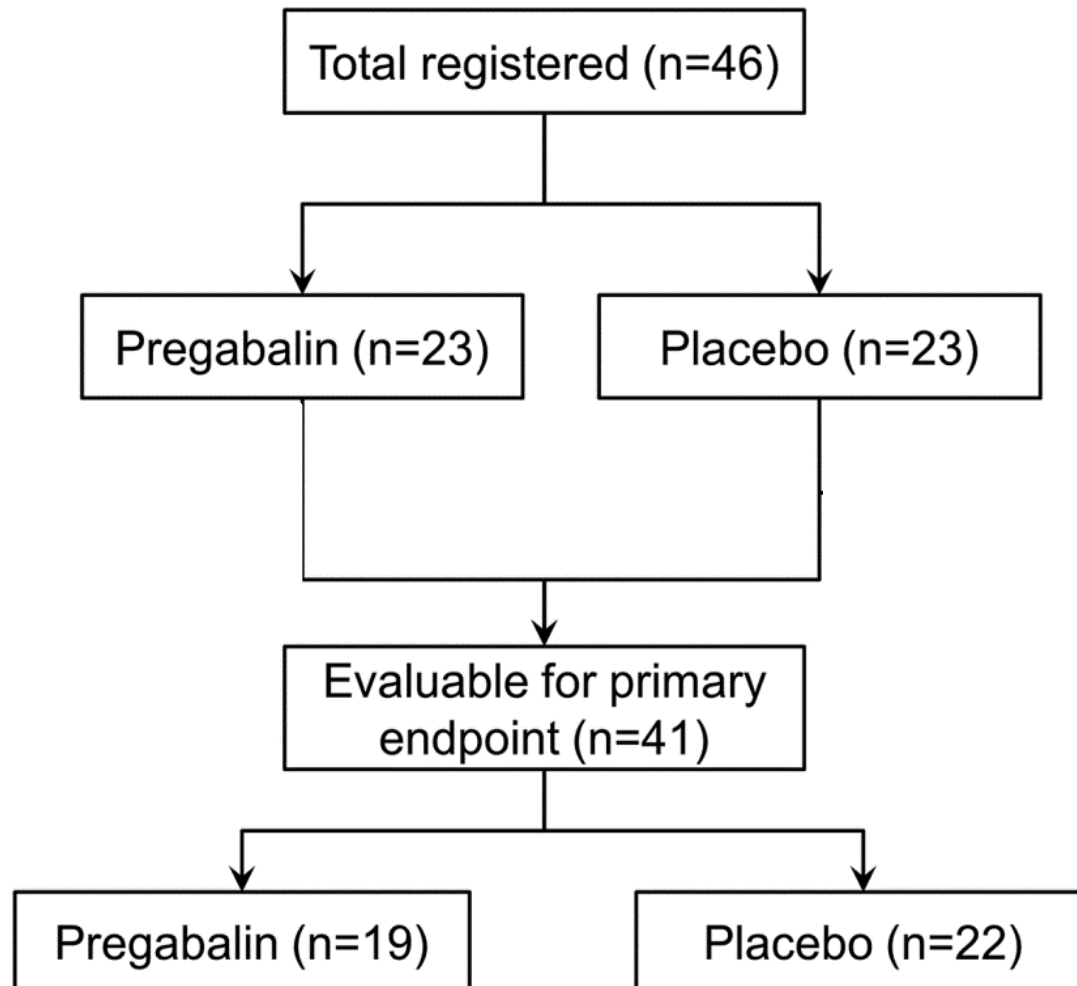 Total registered (n=46)
Pregabalin (n=23)
Placebo (n=23)
Evaluable for primary
endpoint (n=41)
Pregabalin (n=19)
Placebo (n=22)